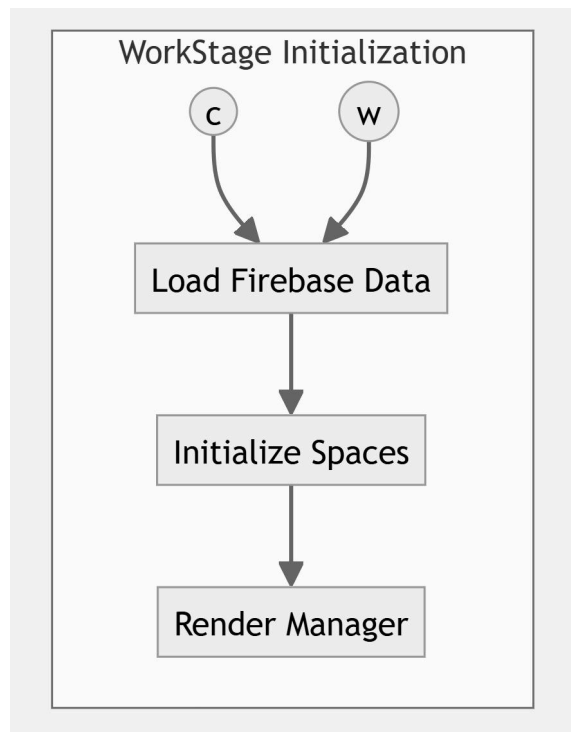 WorkStage Initialization
c
w
Load Firebase Data
Initialize Spaces
Render Manager